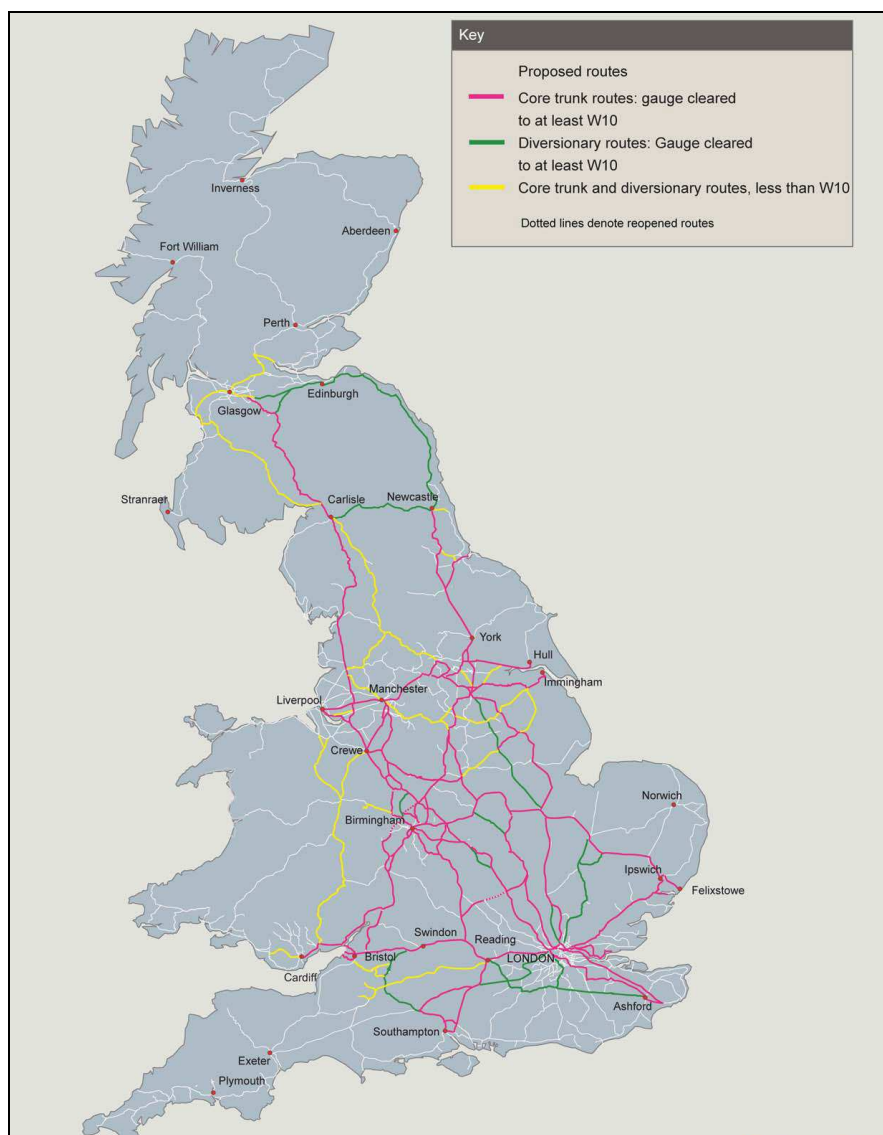 Key
Proposed routes
Core trunk routes: gauge cleared
to at least W10
Diversionary routes: Gauge cleared
to at least W10
Core trunk and diversionary routes, less than W10
Dotted lines denote reopened routes
Inverness
Aberdeen
Fort William
Perth
Edinburgh
Glasgow
Stranraer
Carlisle
Newcastle
York
Hull
Immingham
Manchester
Liverpool
Crewe
Norwich
Birmingham
Ipswich
Felixstowe
Swindon
Reading
Bristol
LONDON
Cardiff
Ashford
Southampton
Exeter
Plymouth